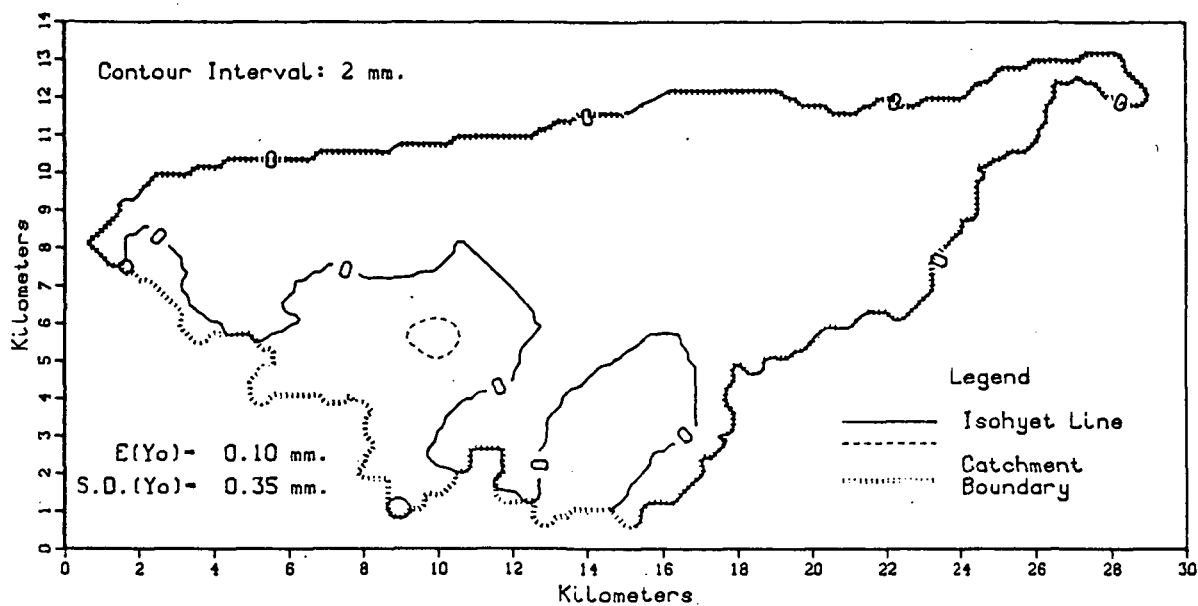 Contour Interval: 2 mm.
14
13
12
11
10
9
8
7
6
5
4
3
2
1
0
Kilometers
0
0
0
0
0
0
0
0
0
0
0
E(Yo)= 0.10 mm.
S.D.(Yo)= 0.35 mm.
Legend
Isohyet Line
Catchment
Boundary
0 2 4 6 8 10 12 14 16 18 20 22 24 26 28 30
Kilometers